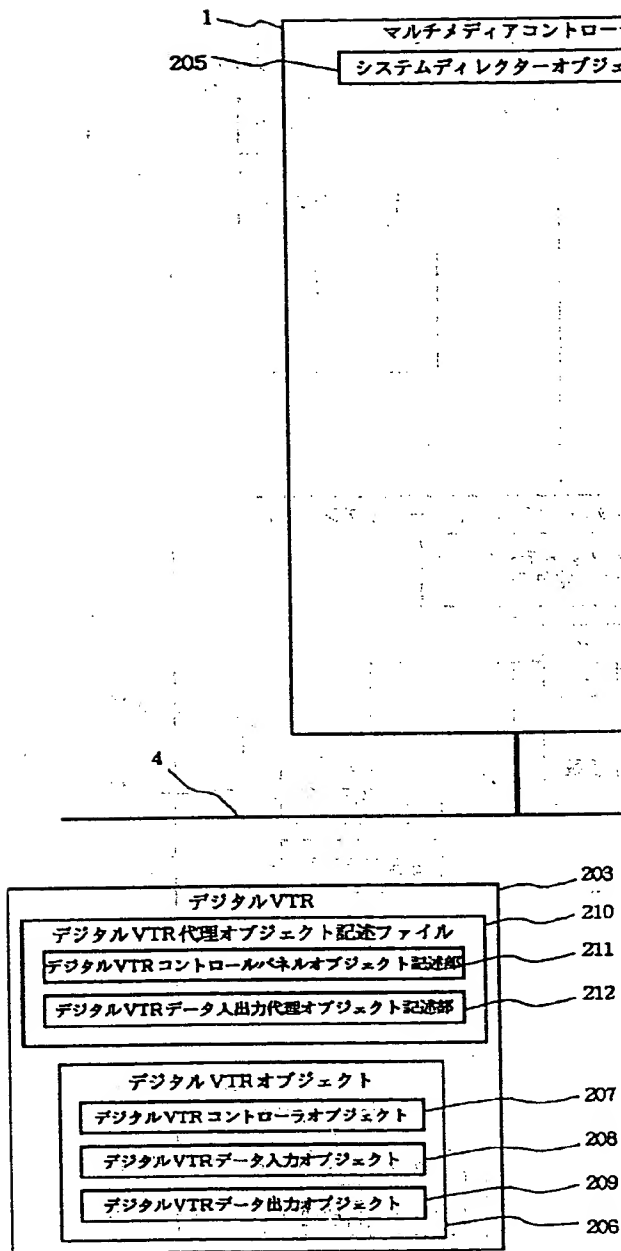 1
マルチメディアコントローラ
205
システムディレクターオブジェ
4
203
デジタルVTR
210
デジタルVTR代理オブジェクト記述ファイル
211
デジタルVTRコントロールパネルオブジェクト記述部
212
デジタルVTRデータ入出力代理オブジェクト記述部
デジタルVTRオブジェクト
207
デジタルVTRコントローラオブジェクト
208
デジタルVTRデータ入力オブジェクト
209
デジタルVTRデータ出力オブジェクト
206